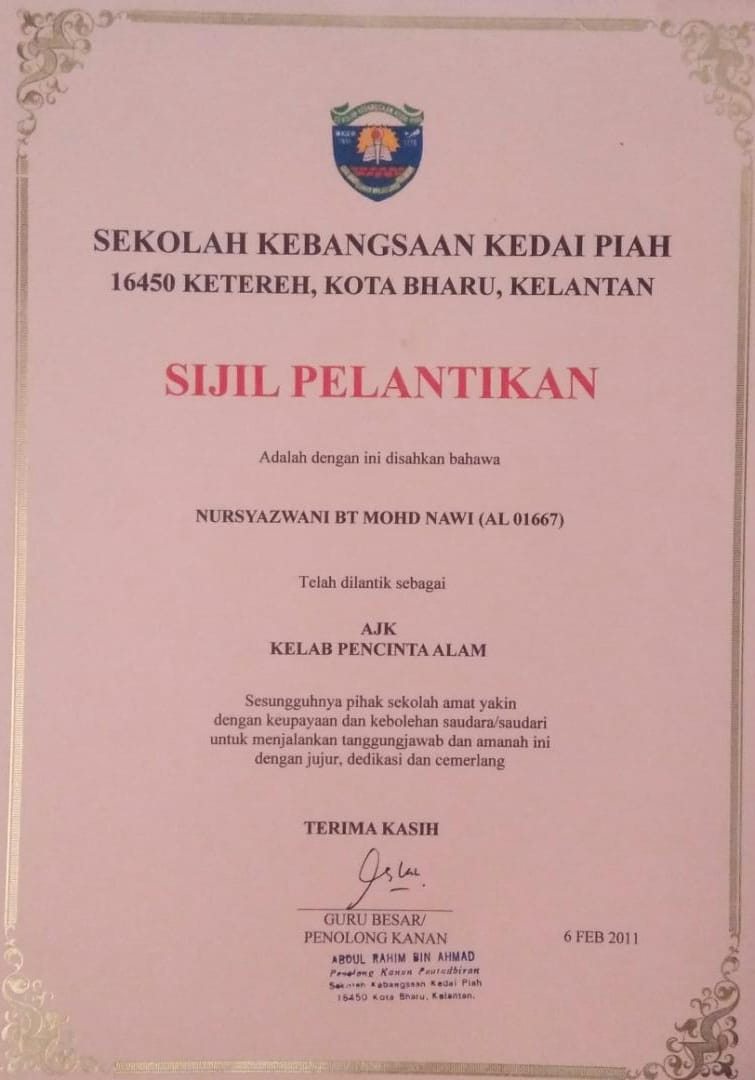 SEKOLAH KEBANGSAAN KEDAI PIAH
16450 KETEREH, KOTA BHARU, KELANTAN
SIJIL PELANTIKAN
Adalah dengan ini disahkan bahawa
NURSYAZWANI BT MOHD NAWI (AL 01667)
Telah dilantik sebagai
AJK
KELAB PENCINTA ALAM
Sesungguhnya pihak sekolah amat yakin
dengan keupayaan dan kebolehan saudara/saudari
untuk menjalankan tanggungjawab dan amanah ini
dengan jujur, dedikasi dan cemerlang
TERIMA KASIH
GURU BESAR/
PENOLONG KANAN
6 FEB 2011
ABDUL RAHIM BIN AHMAD
Penolong Kanan Pentadbiran
Sekolah Kebangsaan Kedai Piah
16450 Kota Bharu, Kelantan.